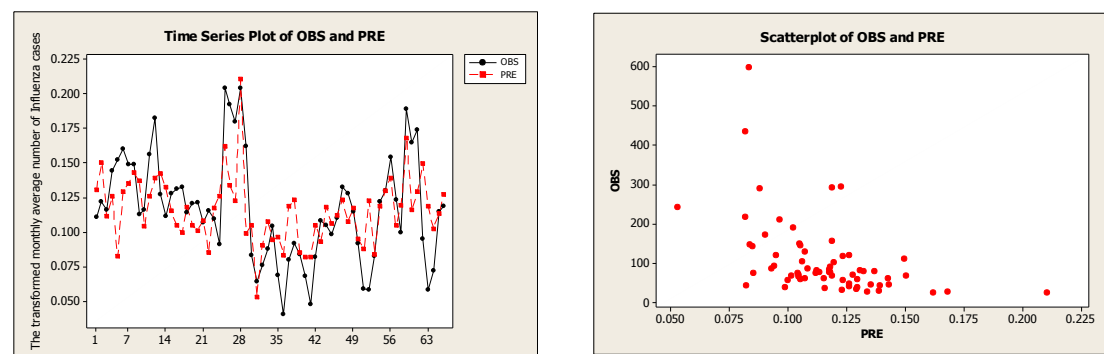 Time Series Plot of OBS and PRE
The transformed monthly average number of Influenza cases
0.225
0.200
0.175
0.150
0.125
0.100
0.075
0.050
1 7 14 21 28 35 42 49 56 63
OBS
PRE
Scatterplot of OBS and PRE
OBS
600
500
400
300
200
100
0
0.050 0.075 0.100 0.125 0.150 0.175 0.200 0.225
PRE